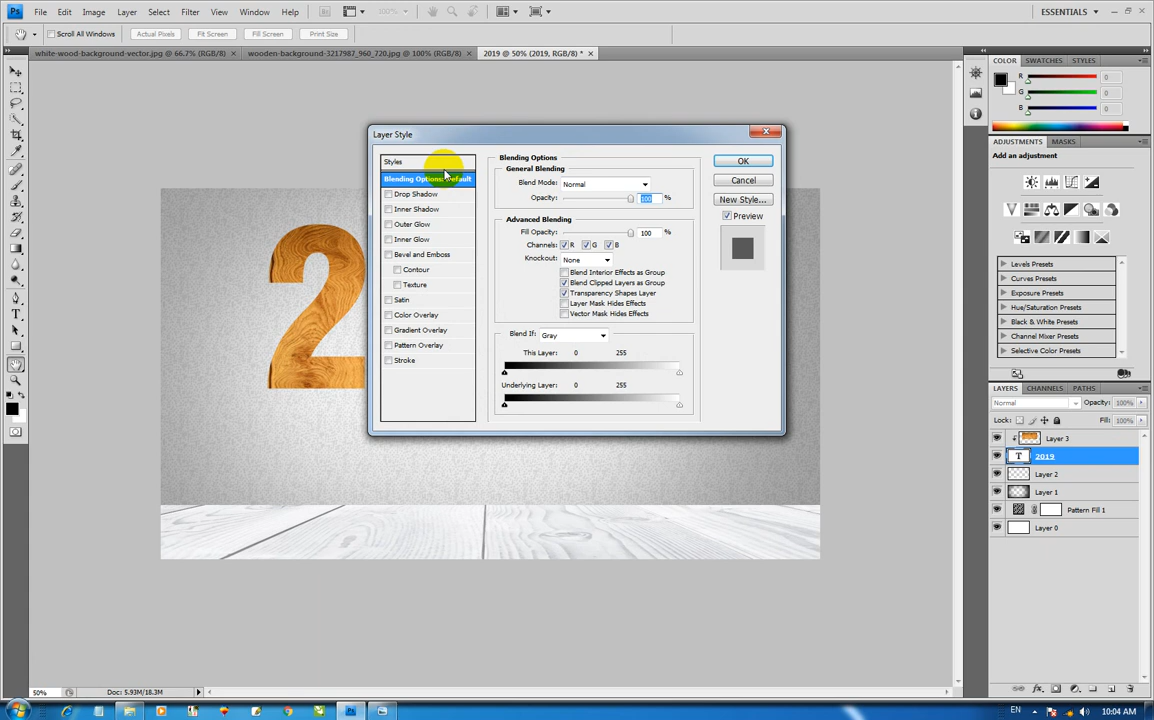 Ps File Edit Image Layer Select Filter View Window Help Br 100% ESSENTIALS
Scroll All Windows Actual Pixels Fit Screen Fill Screen Print Size
white-wood-background-vector.jpg @ 66.7% (RGB/8) wooden-background-3217987_960_720.jpg @ 100% (RGB/8) 2019 @ 50% (2019, RGB/8) *
COLOR SWATCHES STYLES
R 0
G 0
B 0
ADJUSTMENTS MASKS
Add an adjustment
Levels Presets
Curves Presets
Exposure Presets
Hue/Saturation Presets
Black & White Presets
Channel Mixer Presets
Selective Color Presets
LAYERS CHANNELS PATHS
Normal Opacity: 100%
Lock: Fill: 100%
Layer 3
T 2019
Layer 2
Layer 1
Pattern Fill 1
Layer 0
Layer Style
Styles
Blending Options: Default
Drop Shadow
Inner Shadow
Outer Glow
Inner Glow
Bevel and Emboss
Contour
Texture
Satin
Color Overlay
Gradient Overlay
Pattern Overlay
Stroke
Blending Options
General Blending
Blend Mode: Normal
Opacity: 100 %
Advanced Blending
Fill Opacity: 100 %
Channels: R G B
Knockout: None
Blend Interior Effects as Group
Blend Clipped Layers as Group
Transparency Shapes Layer
Layer Mask Hides Effects
Vector Mask Hides Effects
Blend If: Gray
This Layer: 0 255
Underlying Layer: 0 255
OK
Cancel
New Style...
Preview
2
50% Doc: 5.93M/18.3M
EN 10:04 AM